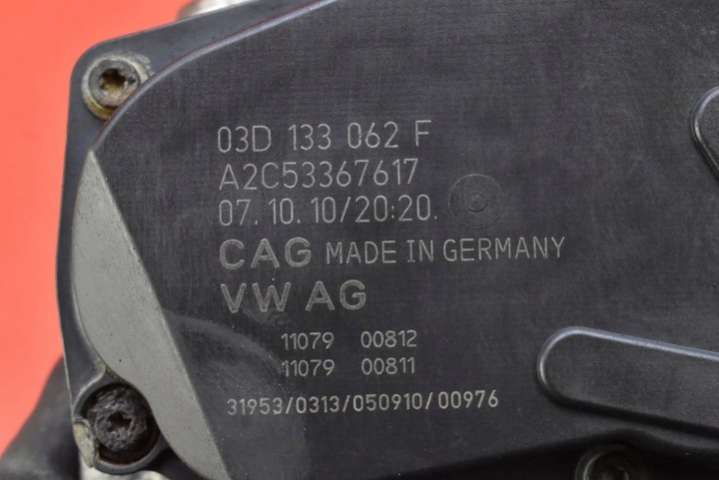 03D 133 062 F
A2C53367617
07.10.10/20:20.
CAG MADE IN GERMANY
VW AG
11079 00812
11079 00811
31953/0313/050910/00976